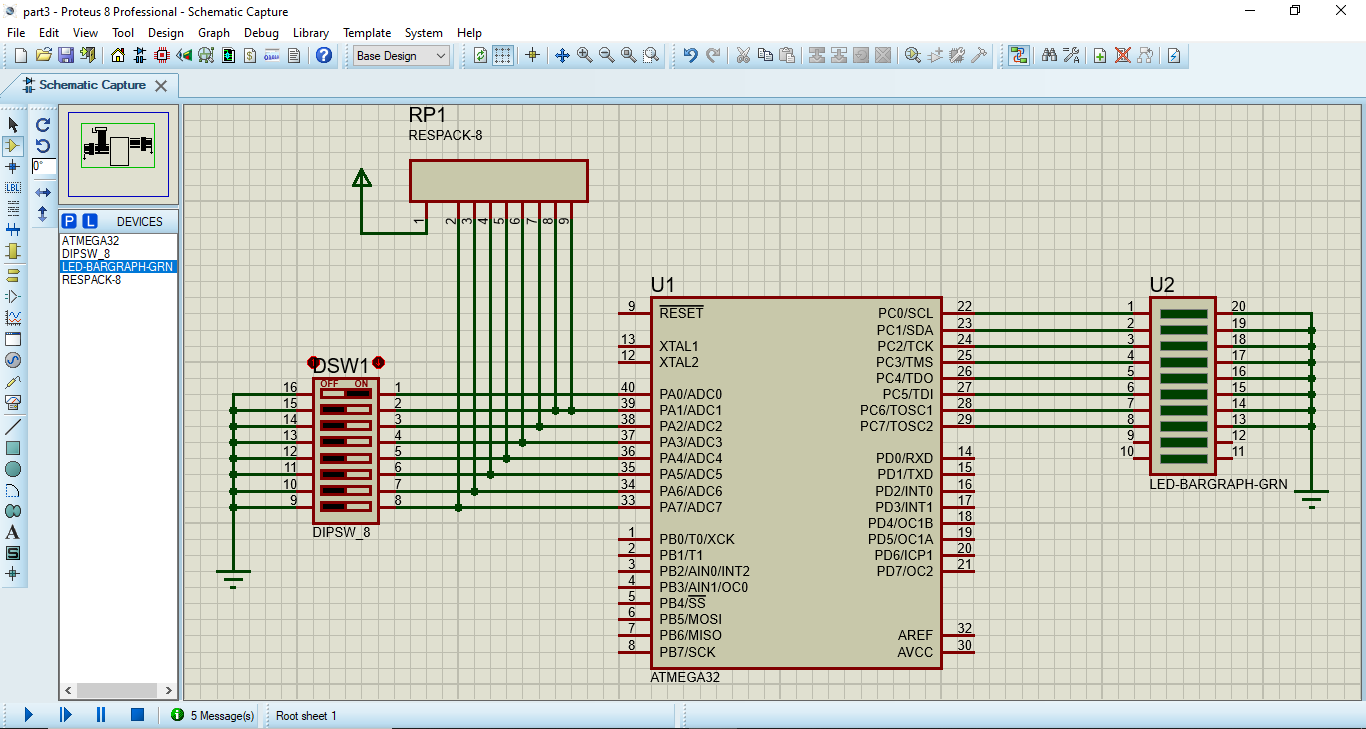 part3 - Proteus 8 Professional - Schematic Capture
File Edit View Tool Design Graph Debug Library Template System Help
Base Design
Schematic Capture
0°
LBL
A
S
P L DEVICES
ATMEGA32
DIPSW_8
LED-BARGRAPH-GRN
RESPACK-8
RP1
RESPACK-8
1 2 3 4 5 6 7 8 9
DSW1
OFF ON
16 1
15 2
14 3
13 4
12 5
11 6
10 7
9 8
DIPSW_8
U1
9 RESET PC0/SCL 22
PC1/SDA 23
13 XTAL1 PC2/TCK 24
12 XTAL2 PC3/TMS 25
PC4/TDO 26
40 PA0/ADC0 PC5/TDI 27
39 PA1/ADC1 PC6/TOSC1 28
38 PA2/ADC2 PC7/TOSC2 29
37 PA3/ADC3
36 PA4/ADC4 PD0/RXD 14
35 PA5/ADC5 PD1/TXD 15
34 PA6/ADC6 PD2/INT0 16
33 PA7/ADC7 PD3/INT1 17
PD4/OC1B 18
1 PB0/T0/XCK PD5/OC1A 19
2 PB1/T1 PD6/ICP1 20
3 PB2/AIN0/INT2 PD7/OC2 21
4 PB3/AIN1/OC0
5 PB4/SS
6 PB5/MOSI
7 PB6/MISO AREF 32
8 PB7/SCK AVCC 30
ATMEGA32
U2
1 20
2 19
3 18
4 17
5 16
6 15
7 14
8 13
9 12
10 11
LED-BARGRAPH-GRN
5 Message(s) Root sheet 1